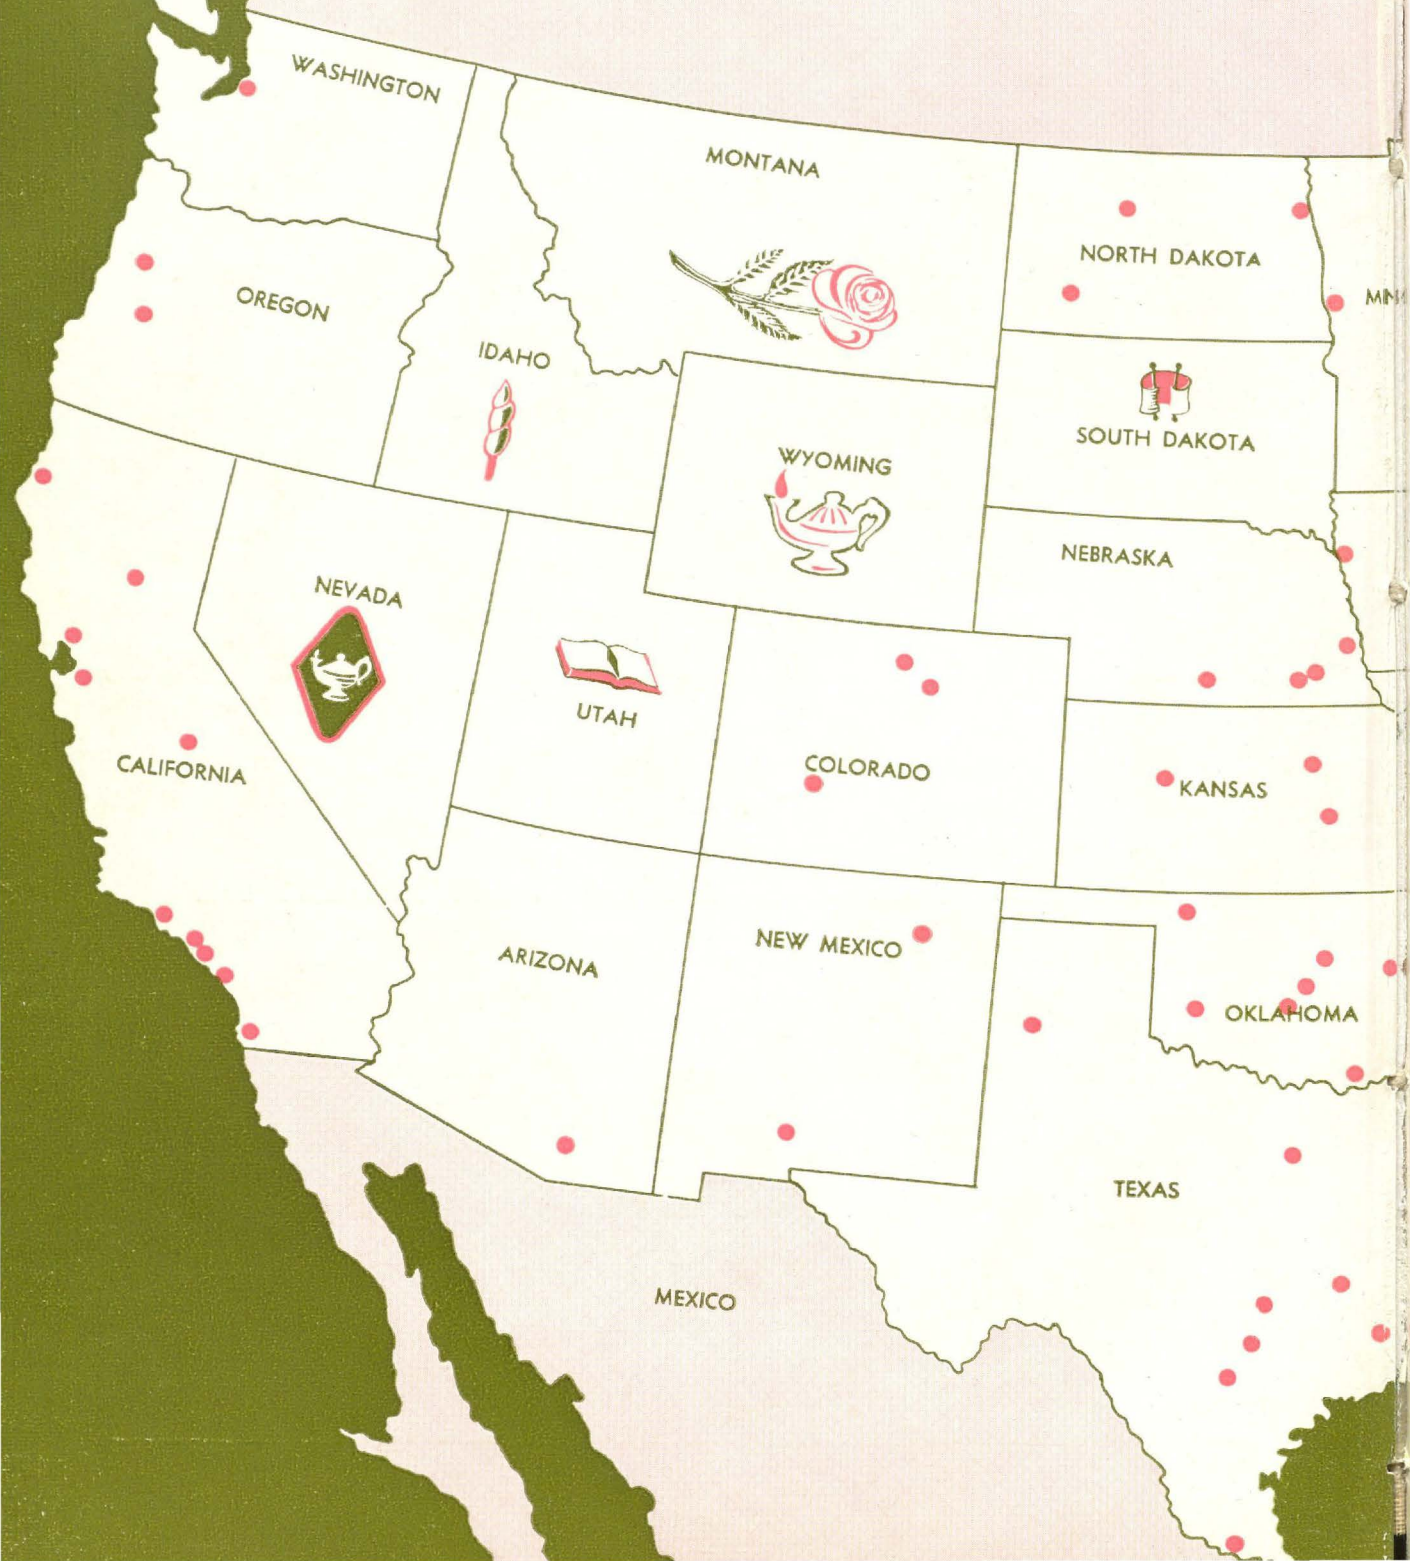 WASHINGTON
MONTANA
NORTH DAKOTA
OREGON
MIN
IDAHO
SOUTH DAKOTA
WYOMING
NEBRASKA
NEVADA
UTAH
CALIFORNIA
COLORADO
KANSAS
ARIZONA
NEW MEXICO
OKLAHOMA
TEXAS
MEXICO